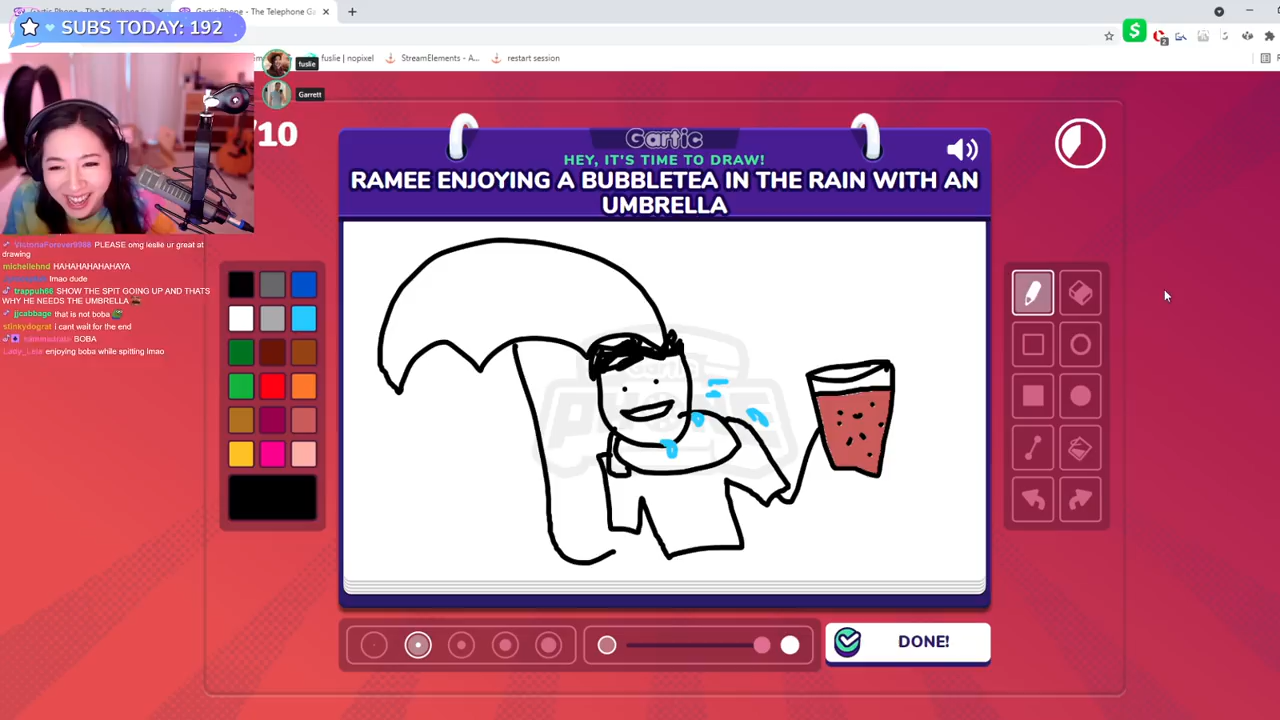 Gartic Phone - The Telephone Ga
SUBS TODAY: 192
fuslie | nopixel
StreamElements - A...
restart session
fuslie
Garrett
/10
Gartic
HEY, IT'S TIME TO DRAW!
RAMEE ENJOYING A BUBBLETEA IN THE RAIN WITH AN
UMBRELLA
PLEASE omg leslie ur great at
drawing
michellehnd HAHAHAHAHAHAYA
lmao dude
trappuh66 SHOW THE SPIT GOING UP AND THATS
WHY HE NEEDS THE UMBRELLA
jjcabbage that is not boba
stinkydograt i cant wait for the end
BOBA
enjoying boba while spitting lmao
PHONE
DONE!